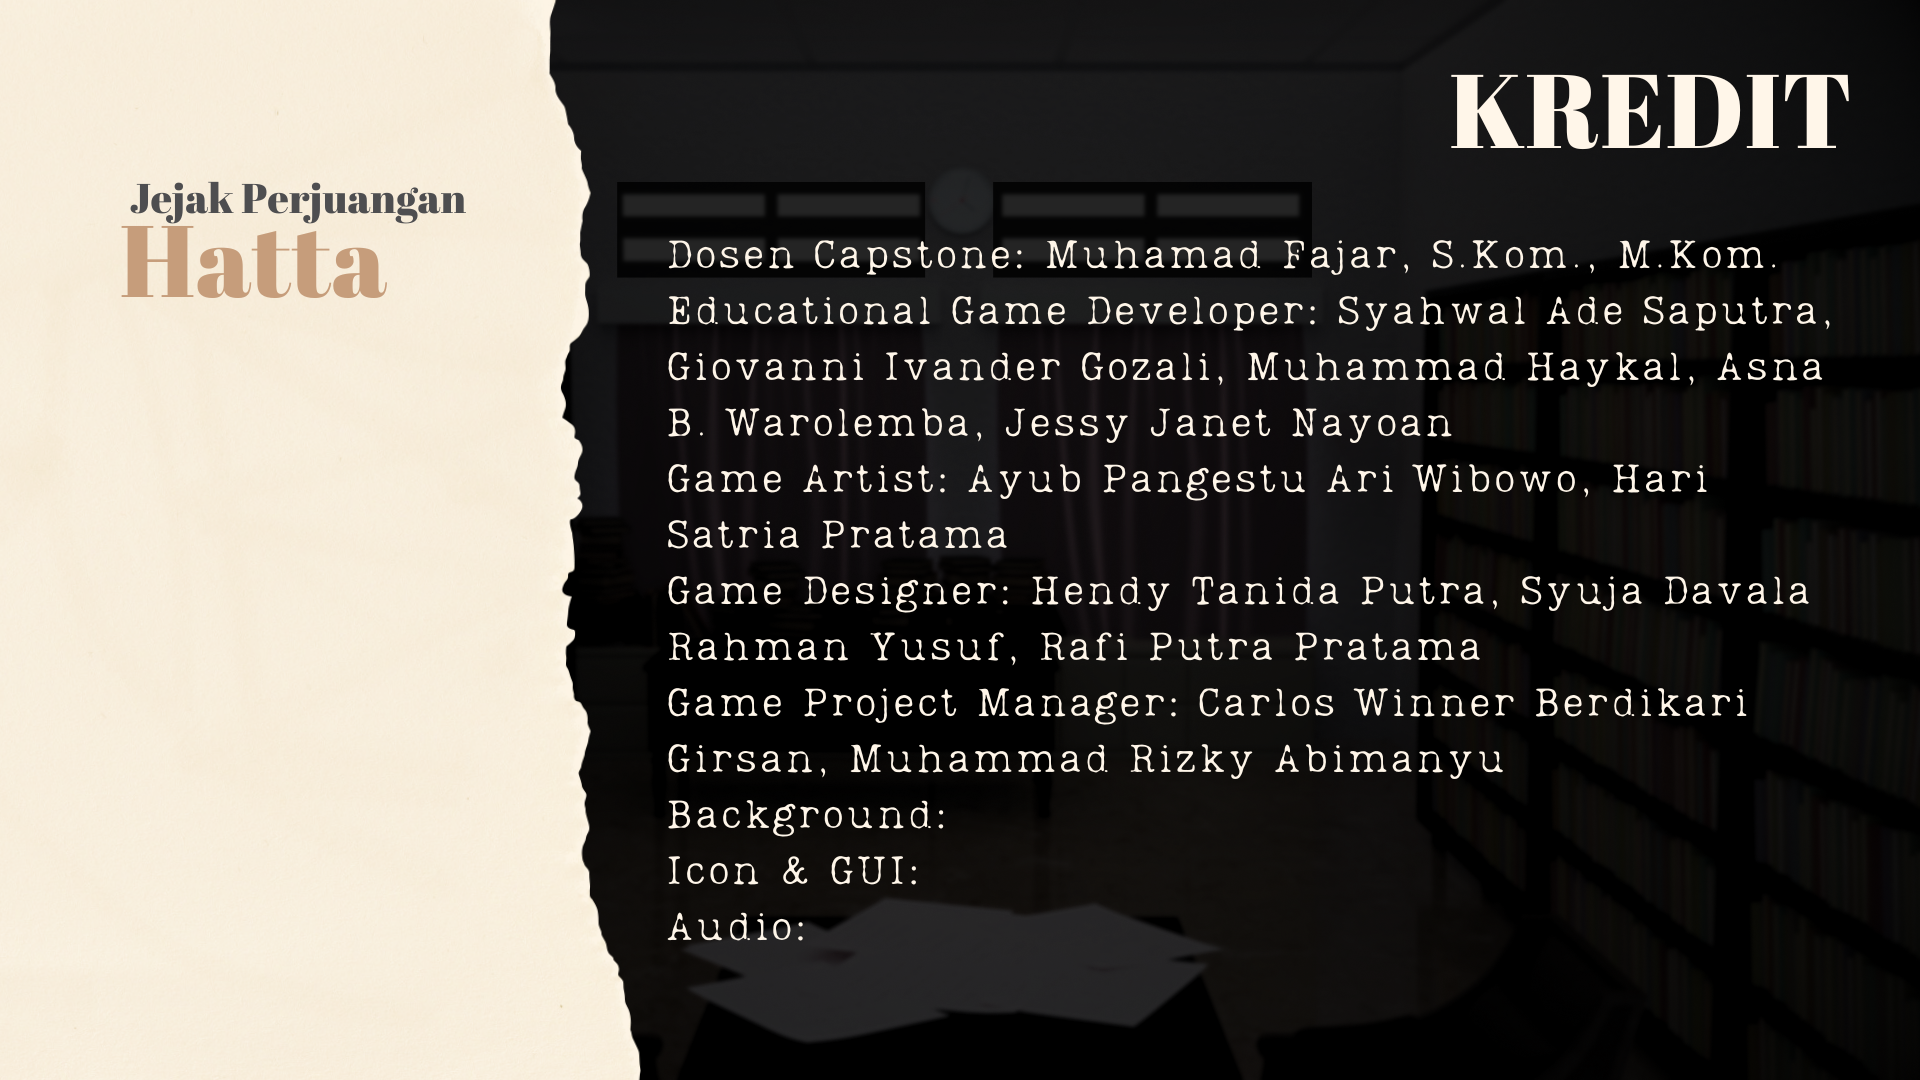 KREDIT
Jejak Perjuangan
Hatta
Dosen Capstone: Muhamad Fajar, S.Kom., M.Kom.
Educational Game Developer: Syahwal Ade Saputra,
Giovanni Ivander Gozali, Muhammad Haykal, Asna
B. Warolemba, Jessy Janet Nayoan
Game Artist: Ayub Pangestu Ari Wibowo, Hari
Satria Pratama
Game Designer: Hendy Tanida Putra, Syuja Davala
Rahman Yusuf, Rafi Putra Pratama
Game Project Manager: Carlos Winner Berdikari
Girsan, Muhammad Rizky Abimanyu
Background:
Icon & GUI:
Audio: